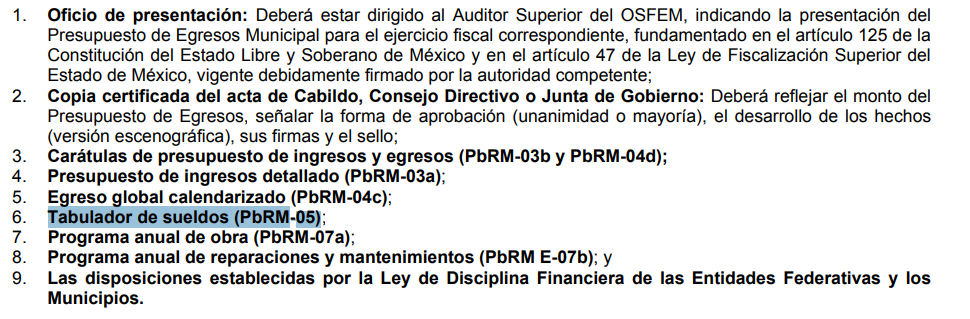 1. Oficio de presentación: Deberá estar dirigido al Auditor Superior del OSFEM, indicando la presentación del
Presupuesto de Egresos Municipal para el ejercicio fiscal correspondiente, fundamentado en el artículo 125 de la
Constitución del Estado Libre y Soberano de México y en el artículo 47 de la Ley de Fiscalización Superior del
Estado de México, vigente debidamente firmado por la autoridad competente;
2. Copia certificada del acta de Cabildo, Consejo Directivo o Junta de Gobierno: Deberá reflejar el monto del
Presupuesto de Egresos, señalar la forma de aprobación (unanimidad o mayoría), el desarrollo de los hechos
(versión escenográfica), sus firmas y el sello;
3. Carátulas de presupuesto de ingresos y egresos (PbRM-03b y PbRM-04d);
4. Presupuesto de ingresos detallado (PbRM-03a);
5. Egreso global calendarizado (PbRM-04c);
6. Tabulador de sueldos (PbRM-05);
7. Programa anual de obra (PbRM-07a);
8. Programa anual de reparaciones y mantenimientos (PbRM E-07b); y
9. Las disposiciones establecidas por la Ley de Disciplina Financiera de las Entidades Federativas y los
Municipios.